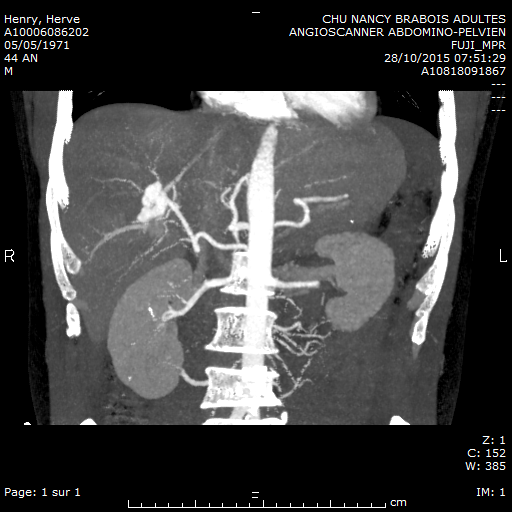 Henry, Herve
A10006086202
05/05/1971
44 AN
M
CHU NANCY BRABOIS ADULTES
ANGIOSCANNER ABDOMINO-PELVIEN
FUJI_MPR
28/10/2015 07:51:29
A10818091867
---
---
---
R
L
Z: 1
C: 152
W: 385
Page: 1 sur 1
cm
IM: 1